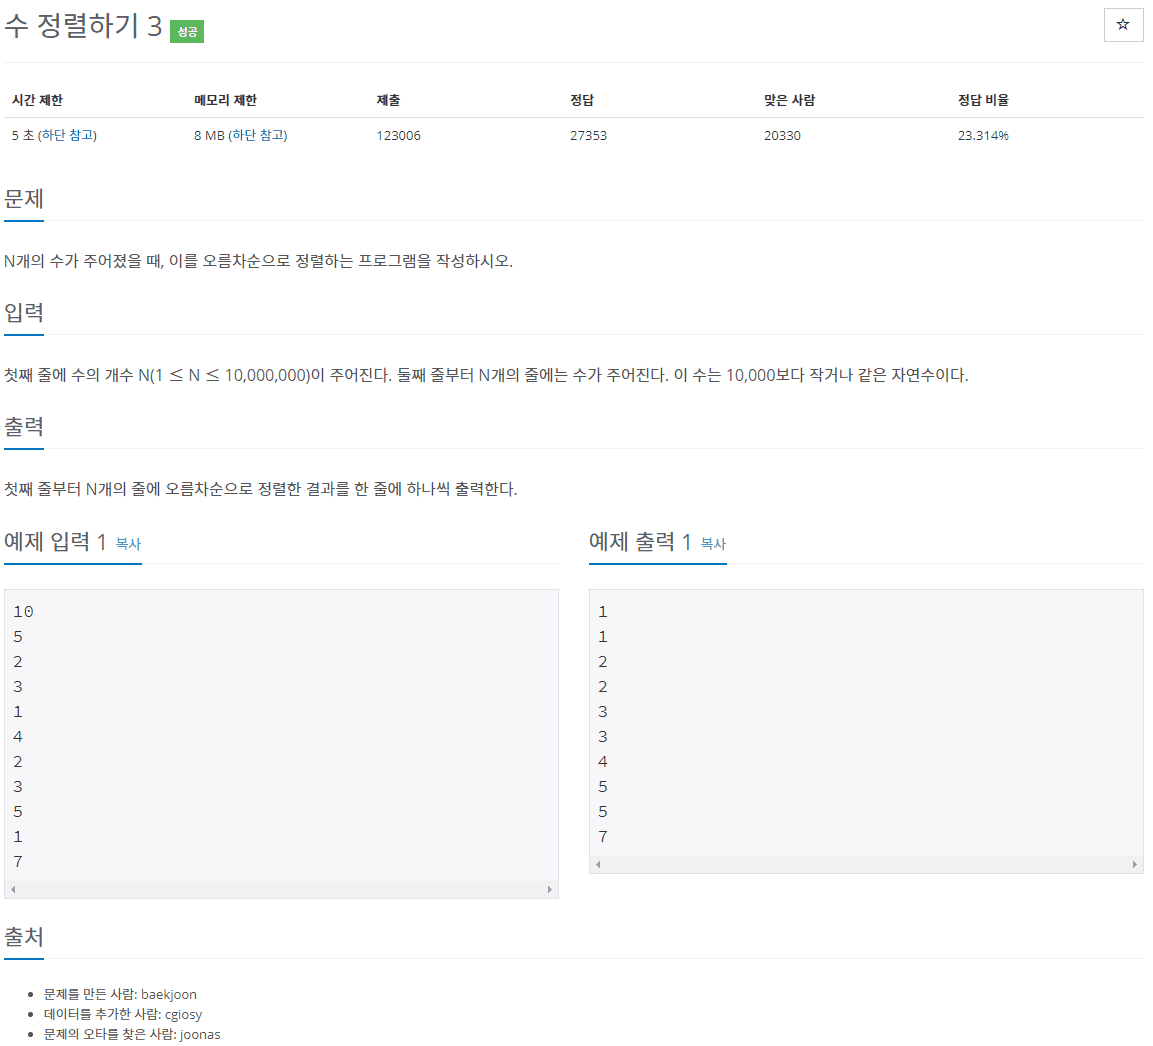 수 정렬하기 3 성공
☆
시간 제한 메모리 제한 제출 정답 맞은 사람 정답 비율
5 초 (하단 참고) 8 MB (하단 참고) 123006 27353 20330 23.314%
문제
N개의 수가 주어졌을 때, 이를 오름차순으로 정렬하는 프로그램을 작성하시오.
입력
첫째 줄에 수의 개수 N(1 ≤ N ≤ 10,000,000)이 주어진다. 둘째 줄부터 N개의 줄에는 수가 주어진다. 이 수는 10,000보다 작거나 같은 자연수이다.
출력
첫째 줄부터 N개의 줄에 오름차순으로 정렬한 결과를 한 줄에 하나씩 출력한다.
예제 입력 1 복사
10
5
2
3
1
4
2
3
5
1
7
예제 출력 1 복사
1
1
2
2
3
3
4
5
5
7
출처
문제를 만든 사람: baekjoon
데이터를 추가한 사람: cgiosy
문제의 오타를 찾은 사람: joonas